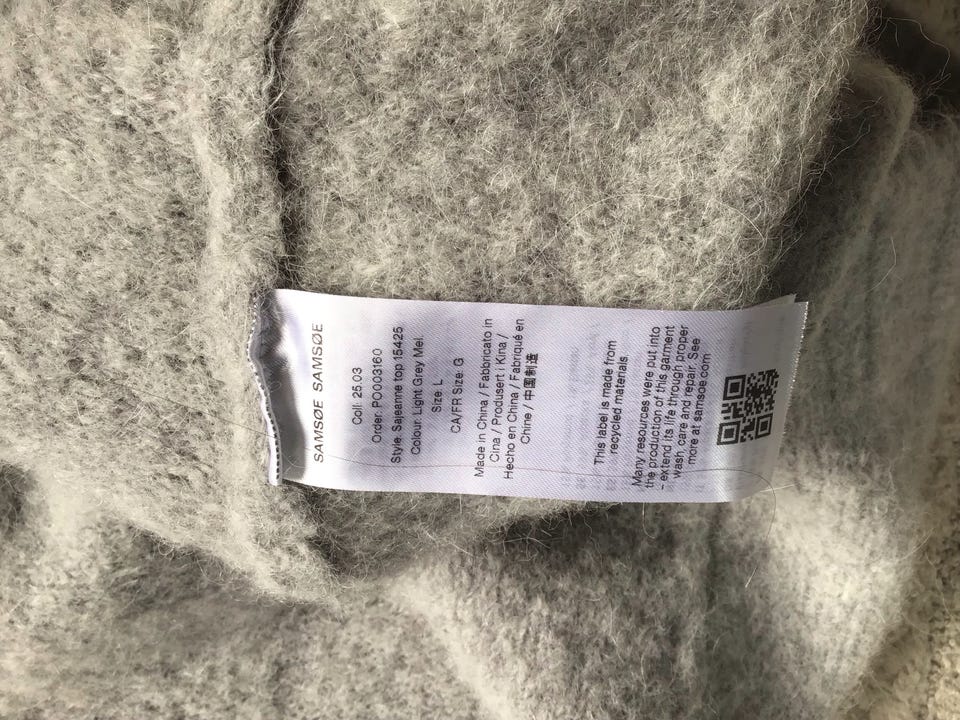 SAMSØE SAMSØE
Coll: 25.03
Order: PO003160
Style: Sajeanne top 15425
Colour: Light Grey Mel.
Size: L
CA/FR Size: G
Made in China / Fabbricato in
Cina / Produsert i Kina /
Hecho en China / Fabriqué en
Chine / 中国制造
This label is made from
recycled materials
Many resources were put into
the production of this garment
- extend its life through proper
wash, care and repair. See
more at samsoe.com